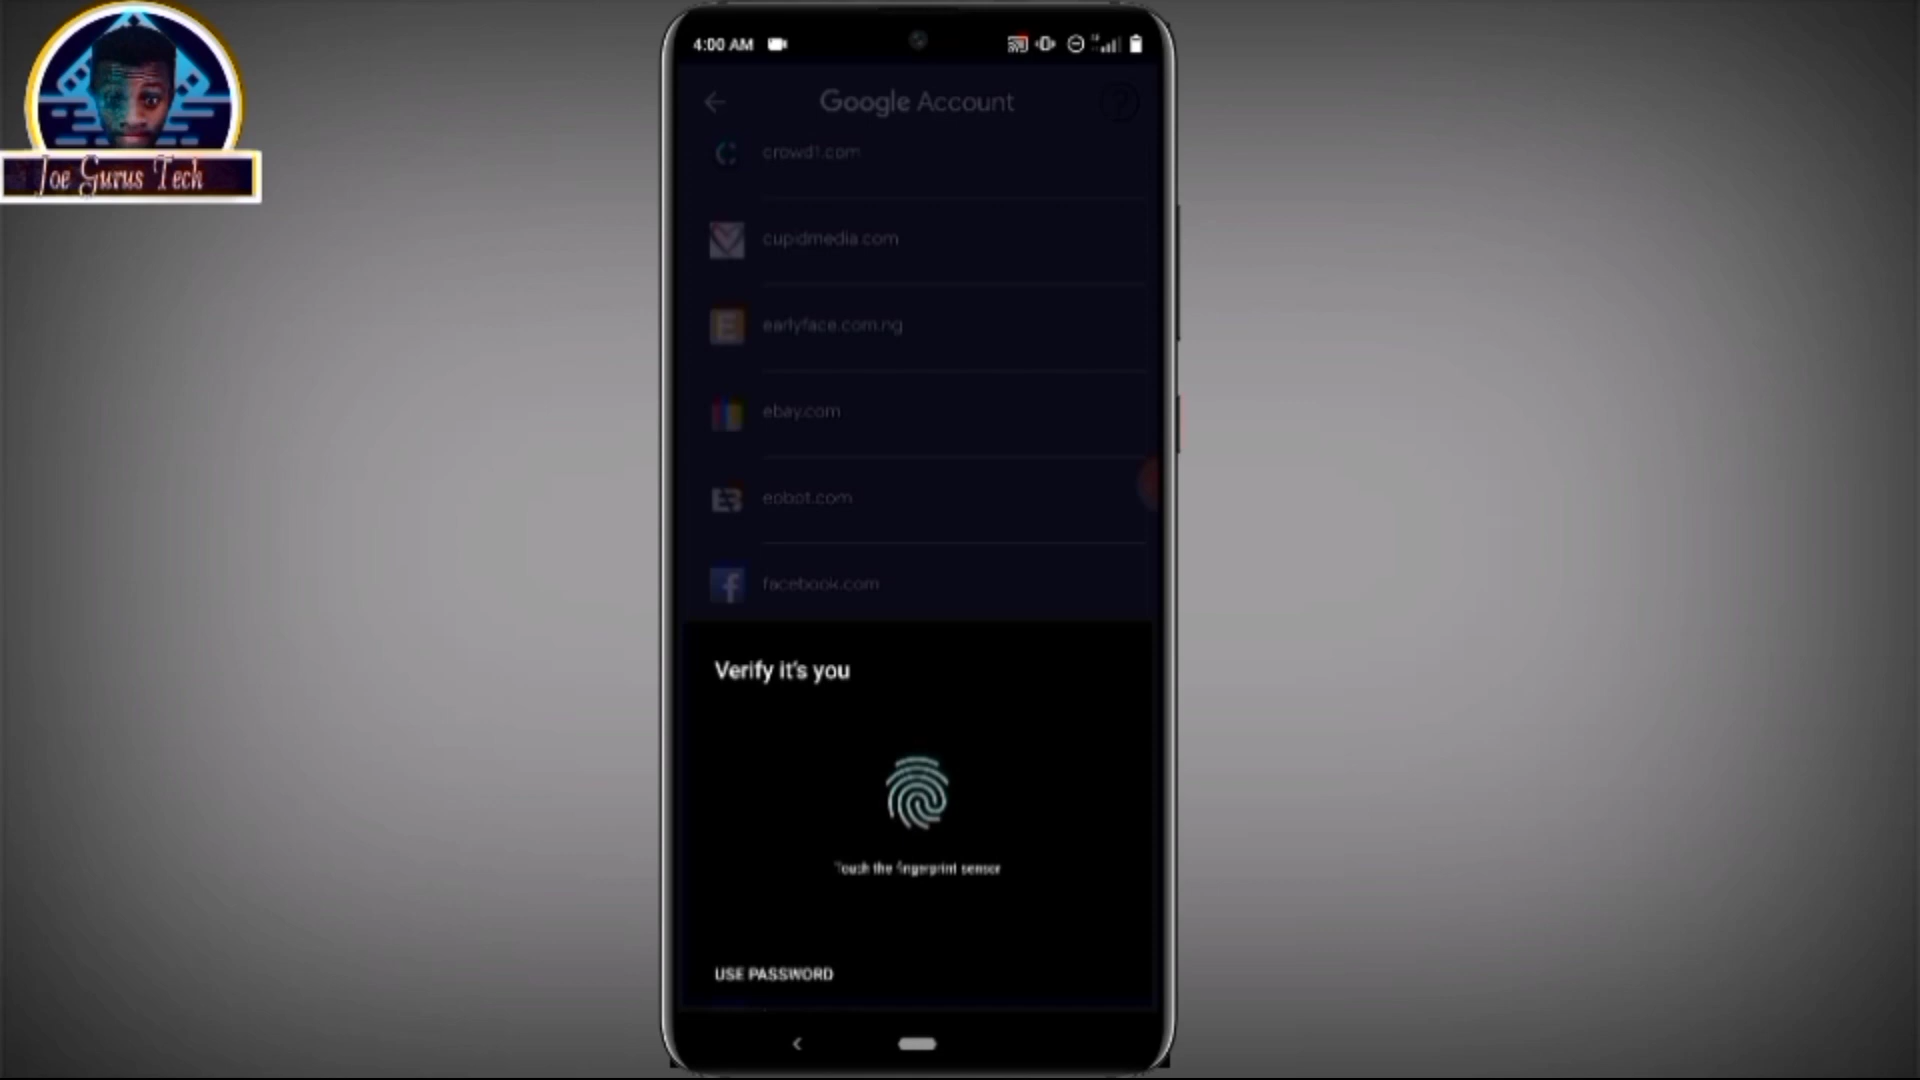 Joe Gurus Tech
4:00 AM
Google Account
crowd1.com
cupidmedia.com
earlyface.com.ng
ebay.com
eobot.com
facebook.com
Verify it's you
Touch the fingerprint sensor
USE PASSWORD